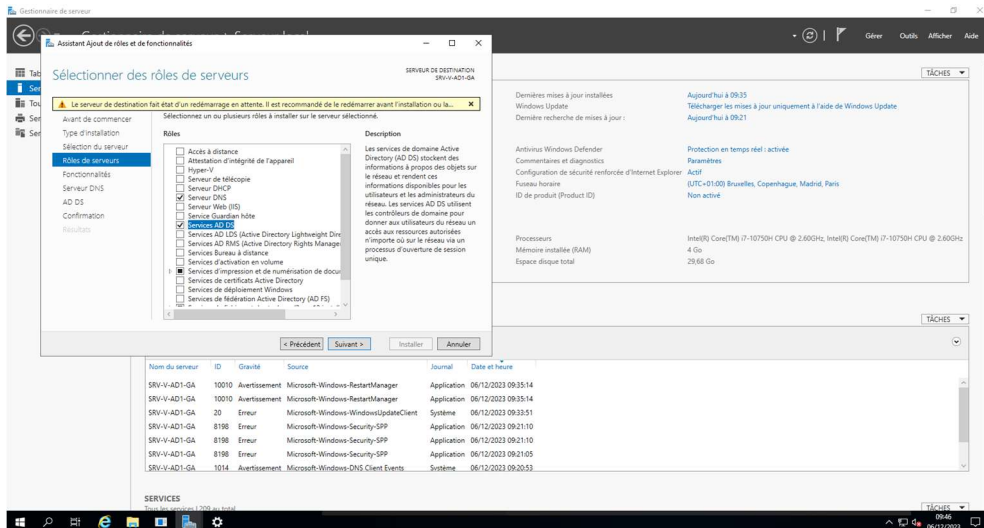 Gestionnaire de serveur
Gérer Outils Afficher Aide
Assistant Ajout de rôles et de fonctionnalités
Sélectionner des rôles de serveurs
SERVEUR DE DESTINATION
SRV-V-AD1-GA
Le serveur de destination fait état d'un redémarrage en attente. Il est recommandé de le redémarrer avant l'installation ou la...
Avant de commencer
Type d'installation
Sélection du serveur
Rôles de serveurs
Fonctionnalités
Serveur DNS
AD DS
Confirmation
Résultats
Sélectionnez un ou plusieurs rôles à installer sur le serveur sélectionné.
Rôles
Accès à distance
Attestation d'intégrité de l'appareil
Hyper-V
Serveur de télécopie
Serveur DHCP
Serveur DNS
Serveur Web (IIS)
Service Guardian hôte
Services AD DS
Services AD LDS (Active Directory Lightweight Dire
Services AD RMS (Active Directory Rights Manage
Services Bureau à distance
Services d'activation en volume
Services d'impression et de numérisation de docu
Services de certificats Active Directory
Services de déploiement Windows
Services de fédération Active Directory (AD FS)
Description
Les services de domaine Active
Directory (AD DS) stockent des
informations à propos des objets sur
le réseau et rendent ces
informations disponibles pour les
utilisateurs et les administrateurs du
réseau. Les services AD DS utilisent
les contrôleurs de domaine pour
donner aux utilisateurs du réseau un
accès aux ressources autorisées
n'importe où sur le réseau via un
processus d'ouverture de session
unique.
< Précédent Suivant > Installer Annuler
TÂCHES
Dernières mises à jour installées Aujourd'hui à 09:35
Windows Update Télécharger les mises à jour uniquement à l'aide de Windows Update
Dernière recherche de mises à jour : Aujourd'hui à 09:21
Antivirus Windows Defender Protection en temps réel : activée
Commentaires et diagnostics Paramètres
Configuration de sécurité renforcée d'Internet Explorer Actif
Fuseau horaire (UTC+01:00) Bruxelles, Copenhague, Madrid, Paris
ID de produit (Product ID) Non activé
Processeurs Intel(R) Core(TM) i7-10750H CPU @ 2.60GHz, Intel(R) Core(TM) i7-10750H CPU @ 2.60GHz
Mémoire installée (RAM) 4 Go
Espace disque total 29,68 Go
TÂCHES
Nom du serveur ID Gravité Source Journal Date et heure
SRV-V-AD1-GA 10010 Avertissement Microsoft-Windows-RestartManager Application 06/12/2023 09:35:14
SRV-V-AD1-GA 10010 Avertissement Microsoft-Windows-RestartManager Application 06/12/2023 09:35:14
SRV-V-AD1-GA 20 Erreur Microsoft-Windows-WindowsUpdateClient Système 06/12/2023 09:33:51
SRV-V-AD1-GA 8198 Erreur Microsoft-Windows-Security-SPP Application 06/12/2023 09:21:10
SRV-V-AD1-GA 8198 Erreur Microsoft-Windows-Security-SPP Application 06/12/2023 09:21:10
SRV-V-AD1-GA 8198 Erreur Microsoft-Windows-Security-SPP Application 06/12/2023 09:21:05
SRV-V-AD1-GA 1014 Avertissement Microsoft-Windows-DNS Client Events Système 06/12/2023 09:20:53
SERVICES
Tous les services | 209 au total
TÂCHES
09:46
06/12/2023